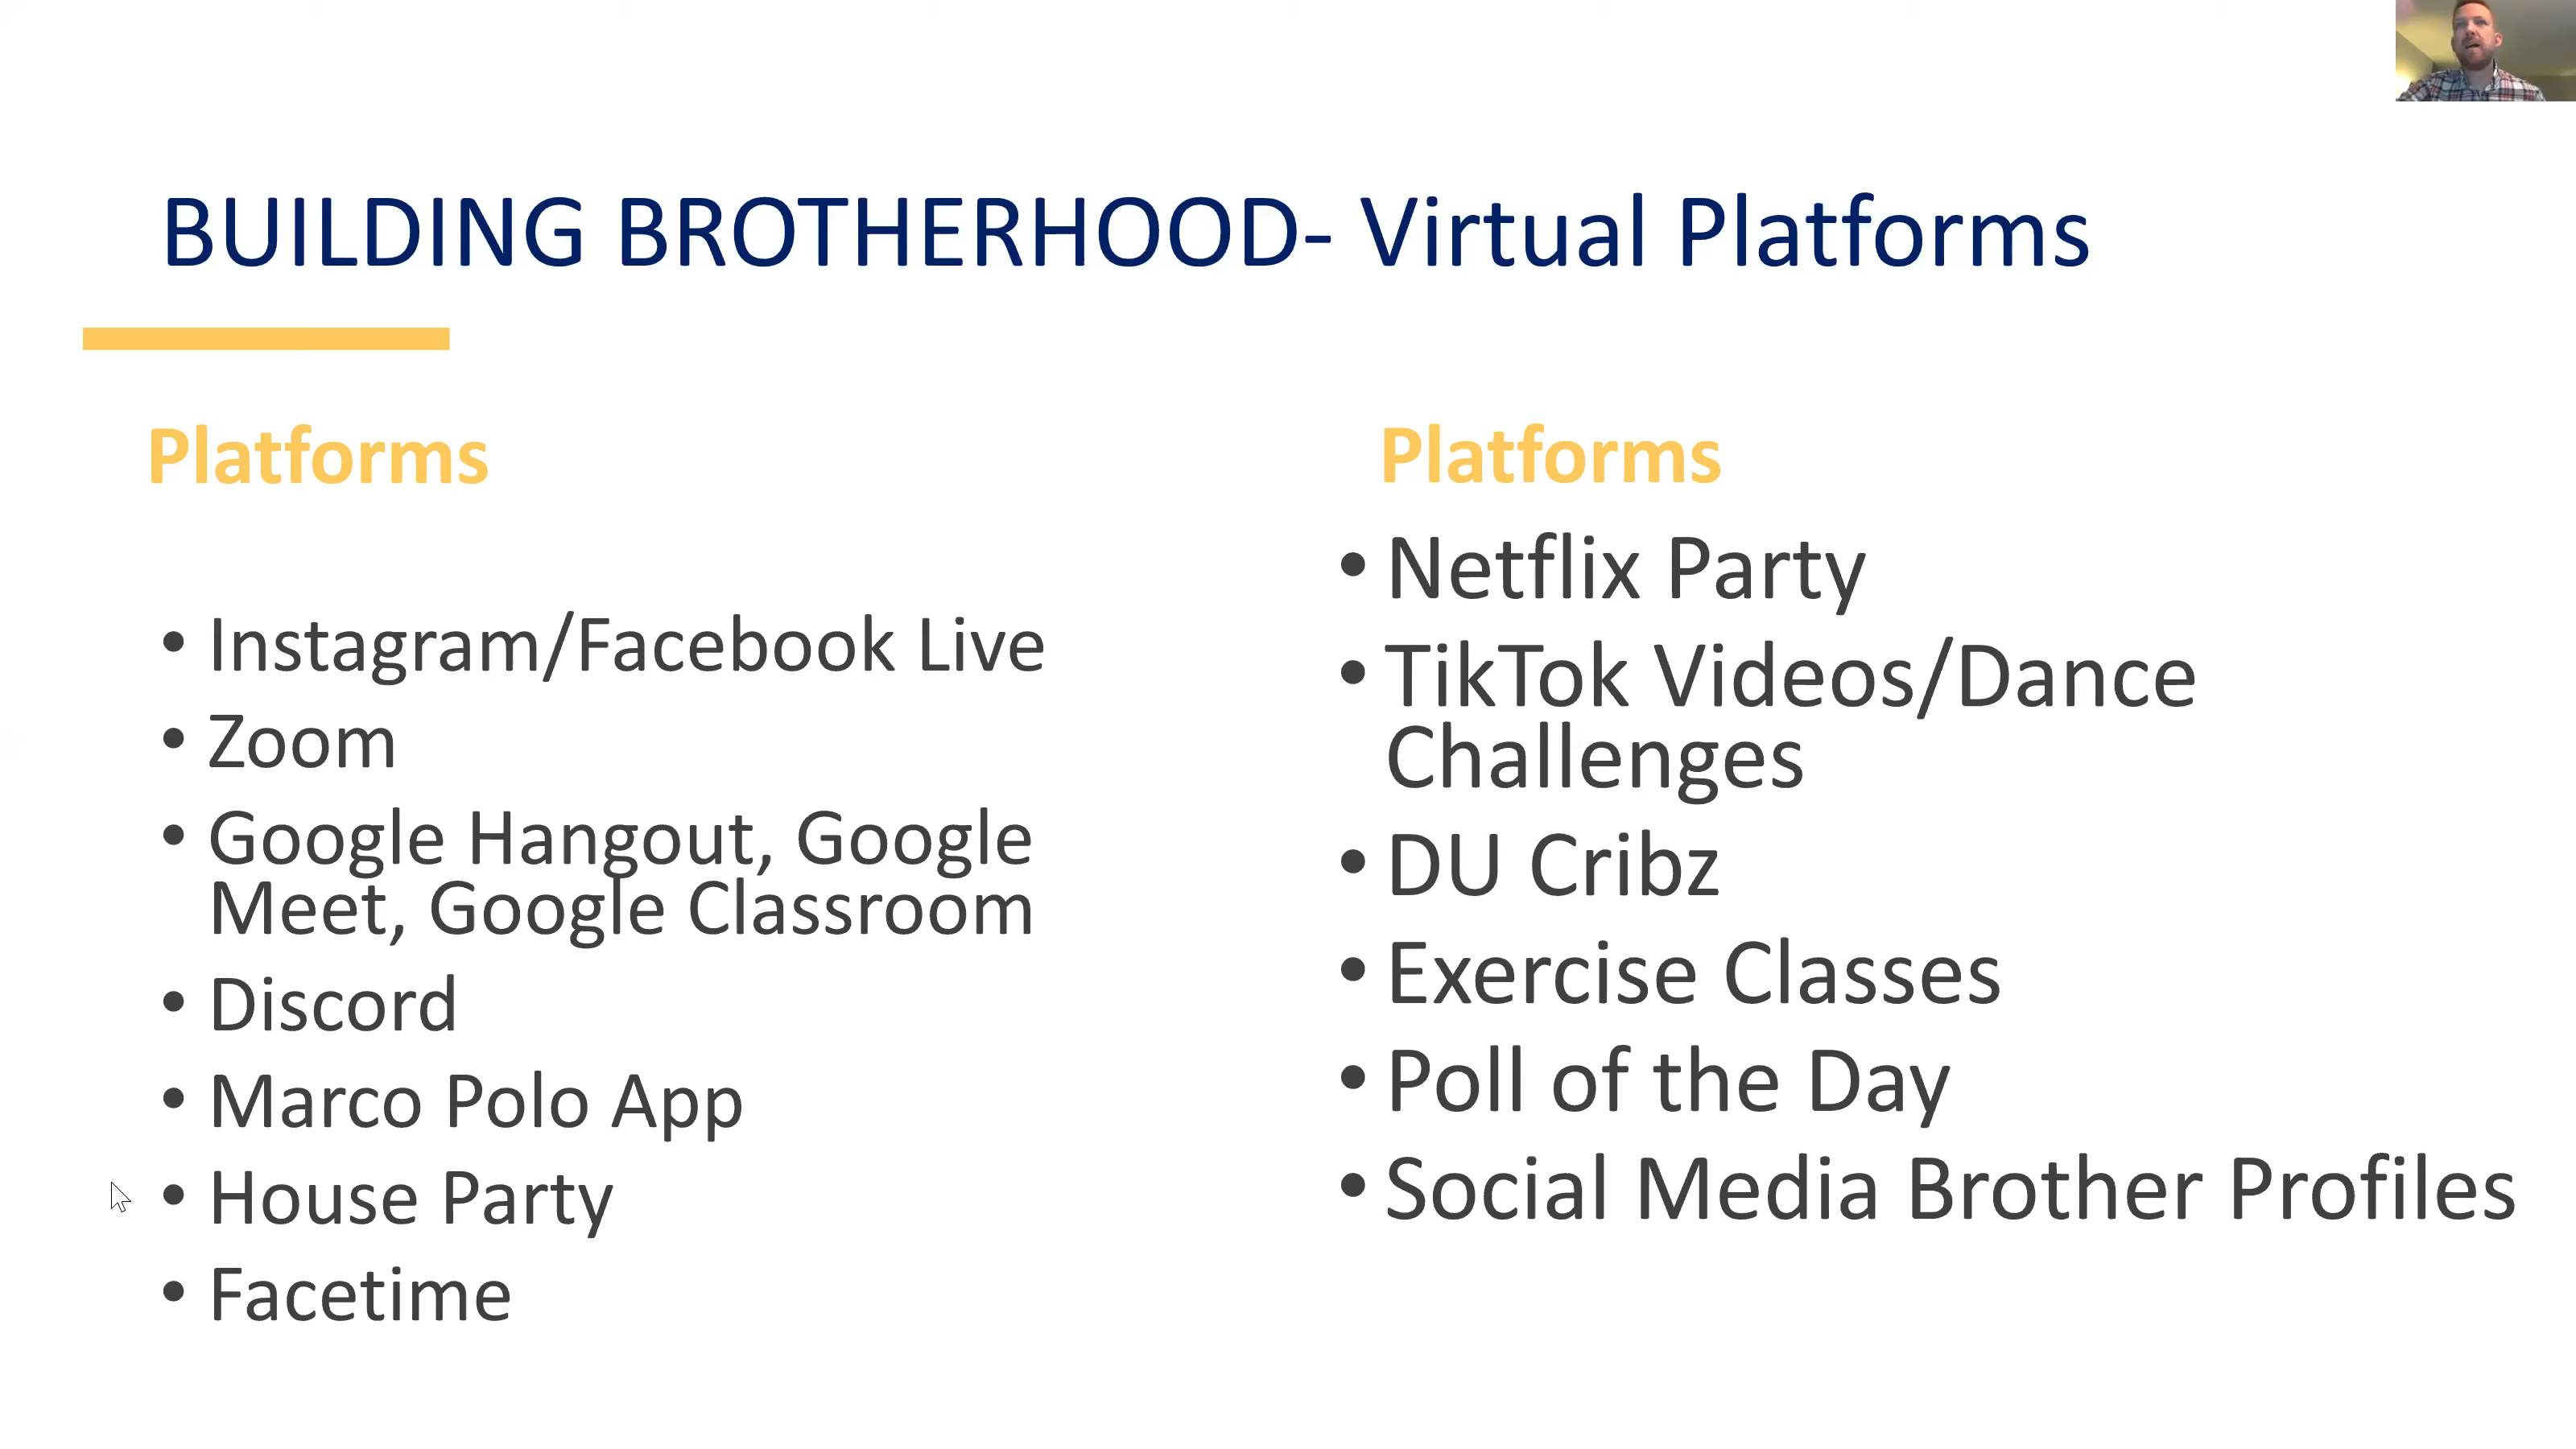 BUILDING BROTHERHOOD- Virtual Platforms
Platforms
• Instagram/Facebook Live
• Zoom
• Google Hangout, Google
Meet, Google Classroom
• Discord
• Marco Polo App
• House Party
• Facetime
Platforms
• Netflix Party
• TikTok Videos/Dance
Challenges
• DU Cribz
• Exercise Classes
• Poll of the Day
• Social Media Brother Profiles